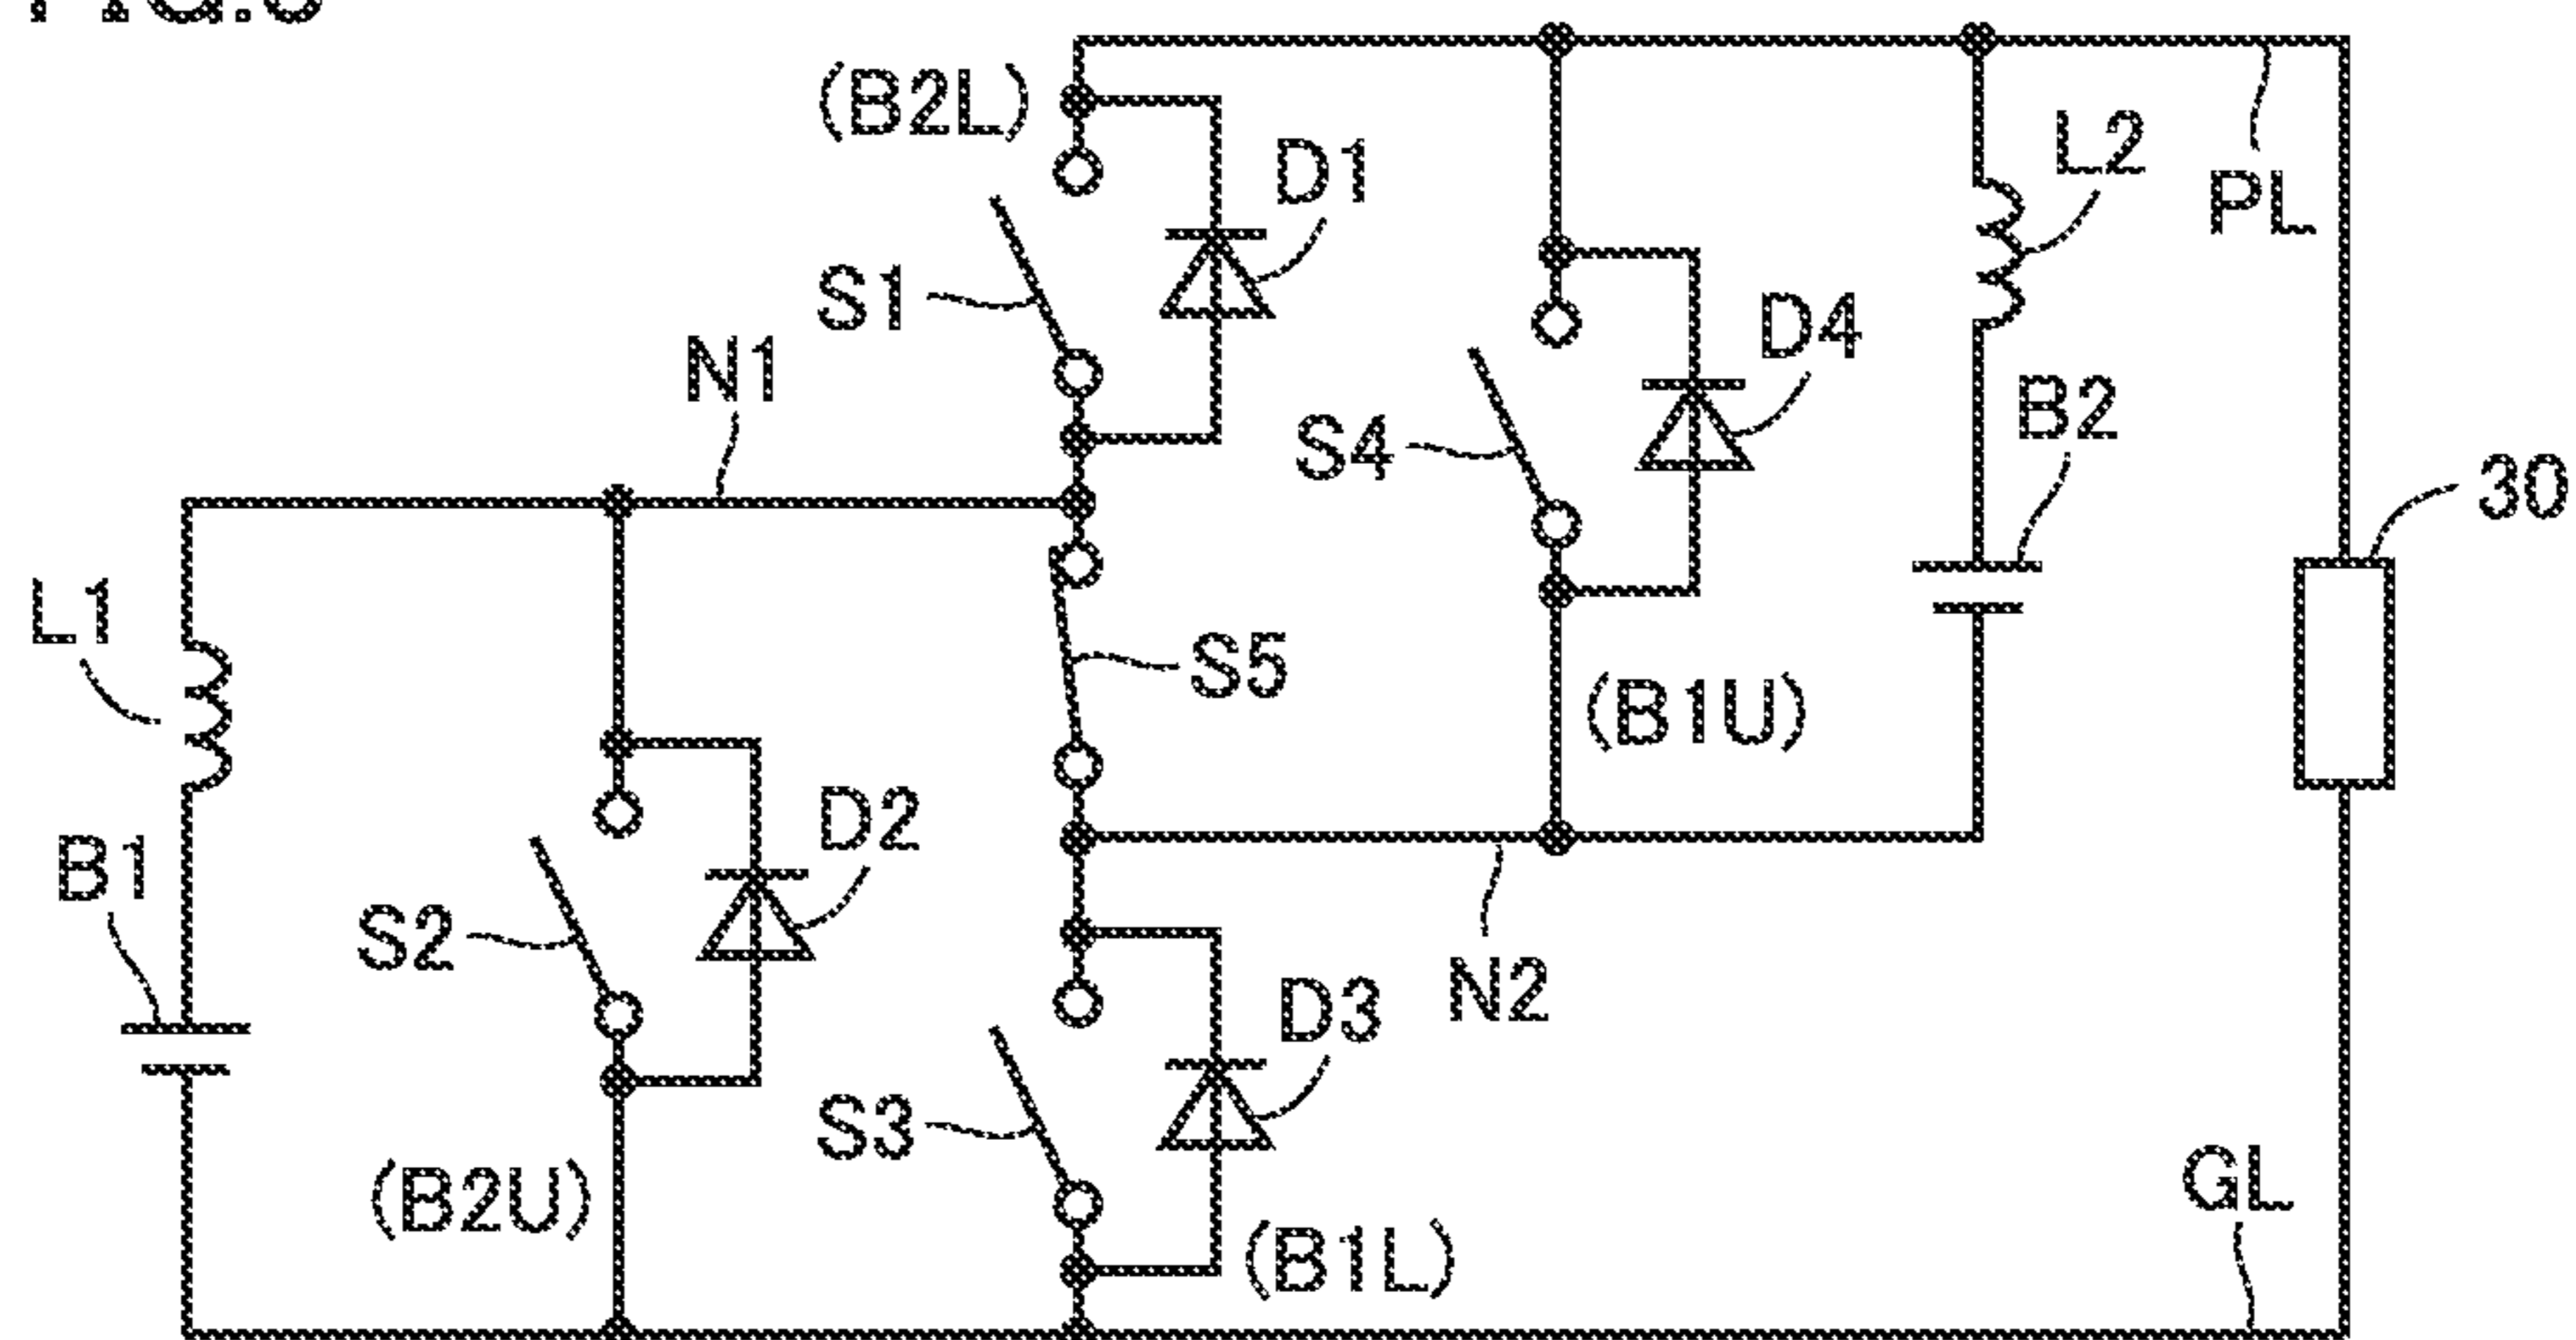 (B2L)
D1
L2
PL
S1
D4
N1
B2
S4
30
L1
S5
(B1U)
B1
D2
S2
N2
D3
S3
(B2U)
(B1L)
GL